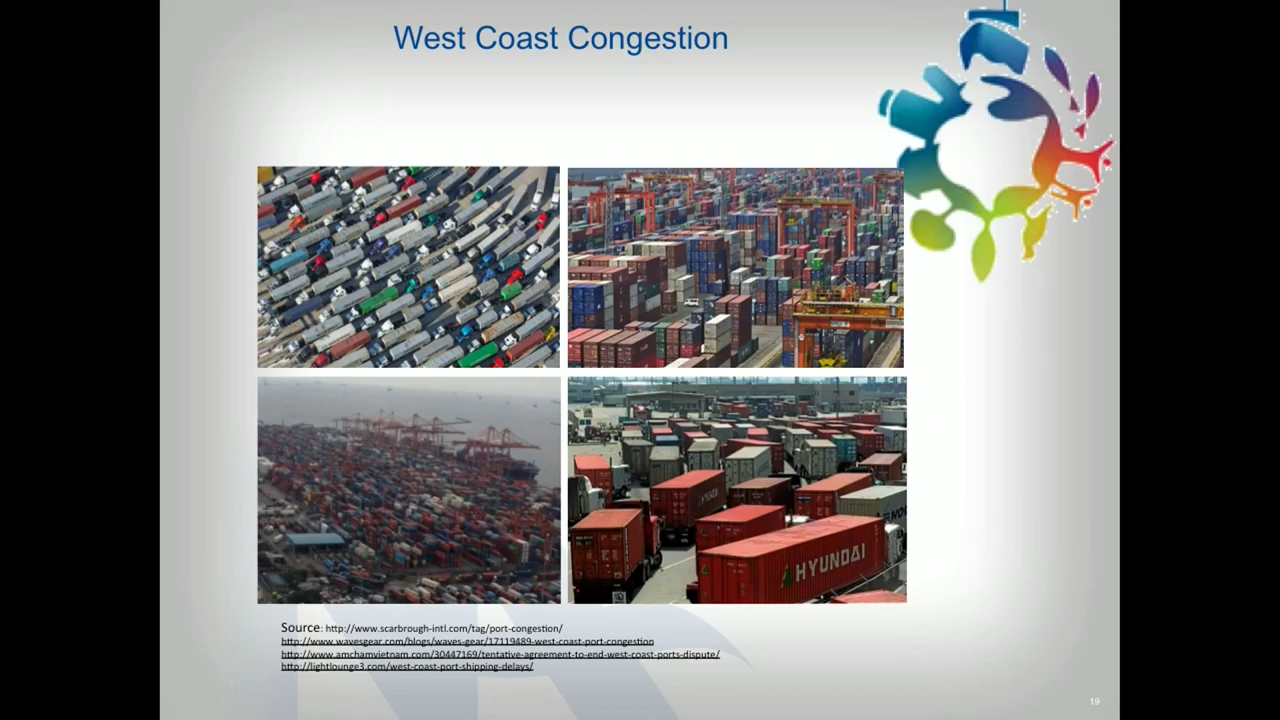 West Coast Congestion
HYUNDAI
HYUNDAI
Source: http://www.scarbrough-intl.com/tag/port-congestion/
http://www.wavesgear.com/blogs/waves-gear/17119489-west-coast-port-congestion
http://www.amchamvietnam.com/30447169/tentative-agreement-to-end-west-coast-ports-dispute/
http://lightlounge3.com/west-coast-port-shipping-delays/
19